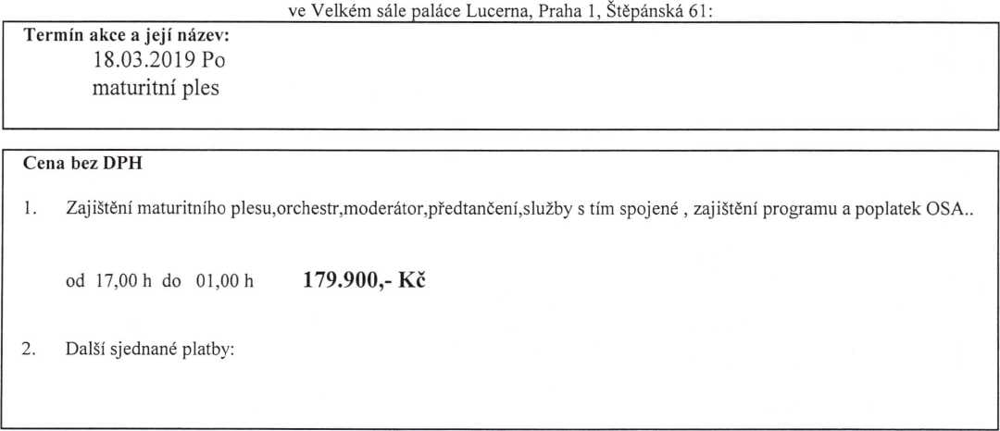 ve Velkém sále paláce Lucerna, Praha 1, Štěpánská 61:
Termín akce a její název:
18.03.2019 Po
maturitní ples
Cena bez DPH
1. Zajištění maturitního plesu,orchestr,moderátor,předtančení,služby s tím spojené , zajištění programu a poplatek OSA..
od 17,00 h do 01,00 h 179.900,- Kč
2. Další sjednané platby: